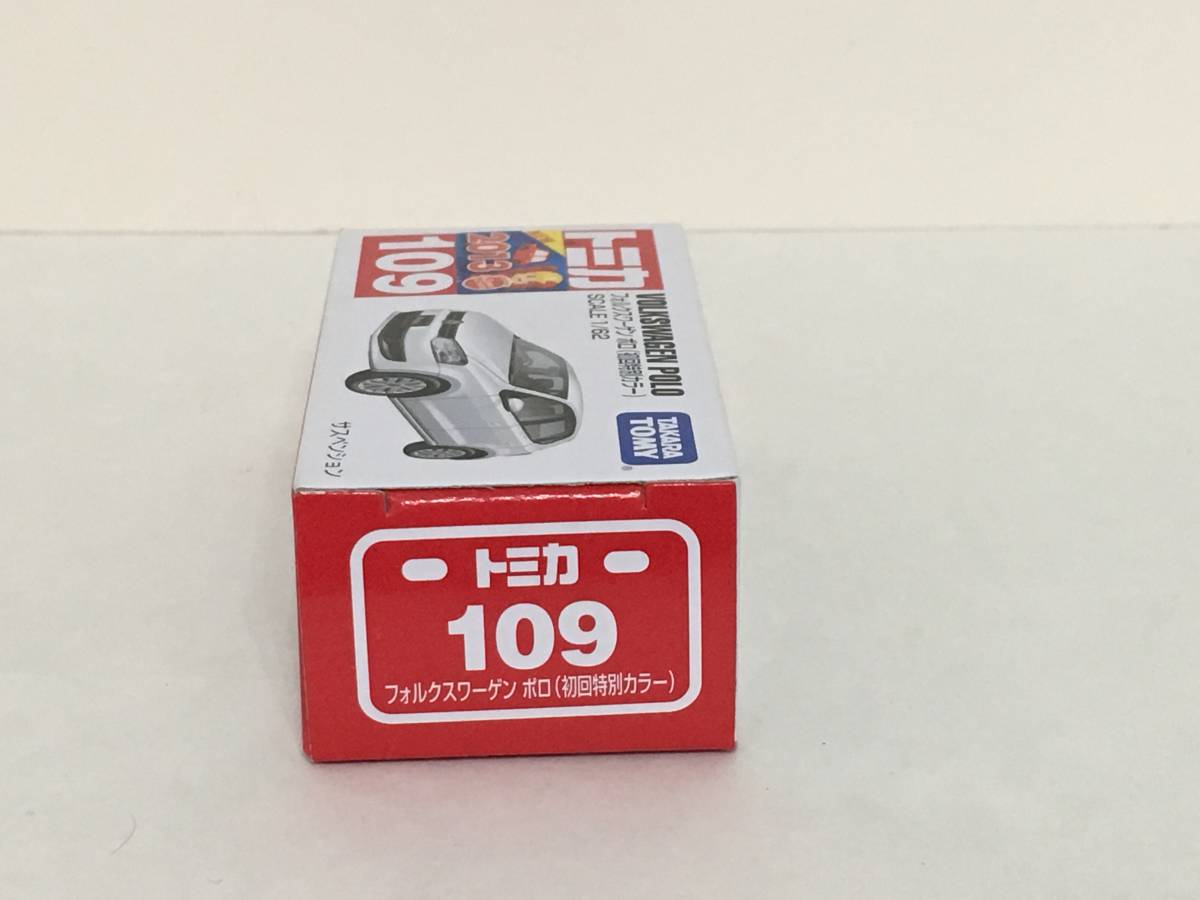 トミカ
2013
109
VOLKSWAGEN POLO
フォルクスワーゲン ポロ(初回特別カラー)
SCALE 1/62
TAKARA
TOMY
サスペンション
トミカ
109
フォルクスワーゲン ポロ(初回特別カラー)